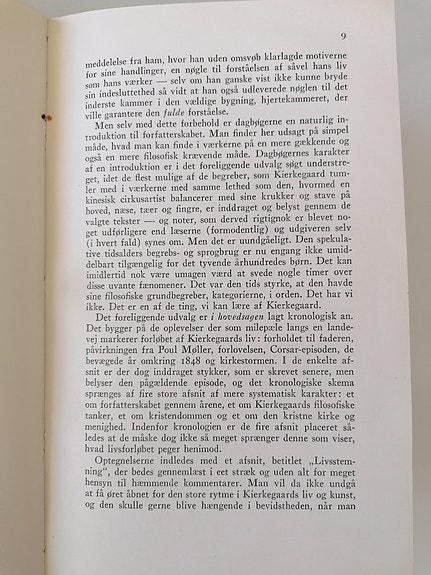 9
meddelelse fra ham, hvor han uden omsvøb klarlagde motiverne
for sine handlinger, en nøgle til forståelsen af såvel hans liv
som hans værker — selv om han ganske vist ikke kunne bryde
sin indesluttethed så vidt at han også udleverede nøglen til det
inderste kammer i den vældige bygning, hjertekammeret, der
ville garantere den fulde forståelse.
Men selv med dette forbehold er dagbøgerne en naturlig in-
troduktion til forfatterskabet. Man finder her udsagt på simpel
måde, hvad man kan finde i værkerne på en mere gækkende og
også en mere filosofisk krævende måde. Dagbøgernes karakter
af en introduktion er i det foreliggende udvalg søgt understre-
get, idet de flest mulige af de begreber, som Kierkegaard tum-
ler med i værkerne med samme lethed som den, hvormed en
kinesisk cirkusartist balancerer med sine krukker og stave på
hoved, næse, tæer og fingre, er inddraget og belyst gennem de
valgte tekster — og noter, som derved rigtignok er blevet no-
get udførligere end læserne (formodentlig) og udgiveren selv
(i hvert fald) synes om. Men det er uundgåeligt. Den spekula-
tive tidsalders begrebs- og sprogbrug er nu engang ikke umid-
delbart tilgængelig for det tyvende århundredes børn. Det kan
imidlertid nok være umagen værd at svede nogle timer over
disse uvante fænomener. Det var den tids styrke, at den havde
sine filosofiske grundbegreber, kategorierne, i orden. Det har vi
ikke. Det er en af de ting, vi kan lære af Kierkegaard.
Det foreliggende udvalg er i hovedsagen lagt kronologisk an.
Det bygger på de oplevelser der som milepæle langs en lande-
vej markerer forløbet af Kierkegaards liv: forholdet til faderen,
påvirkningen fra Poul Møller, forlovelsen, Corsar-episoden, de
bevægede år omkring 1848 og kirkestormen. I de enkelte af-
snit er der dog inddraget stykker, som er skrevet senere, men
belyser den pågældende episode, og det kronologiske skema
sprænges af fire store afsnit af mere systematisk karakter: et
om forfatterskabet gennem årene, et om Kierkegaards filosofiske
tanker, et om kristendommen og et om den kristne kirke og
menighed. Indenfor kronologien er de fire afsnit placeret så-
ledes at de måske dog ikke så meget sprænger denne som viser,
hvad livsforløbet peger henimod.
Optegnelserne indledes med et afsnit, betitlet „Livsstem-
ning“, der bedes gennemlæst i eet stræk og uden alt for meget
hensyn til hæmmende kommentarer. Man vil da ikke undgå
at få øret åbnet for den store rytme i Kierkegaards liv og kunst,
og den skulle gerne blive hængende i bevidstheden, når man